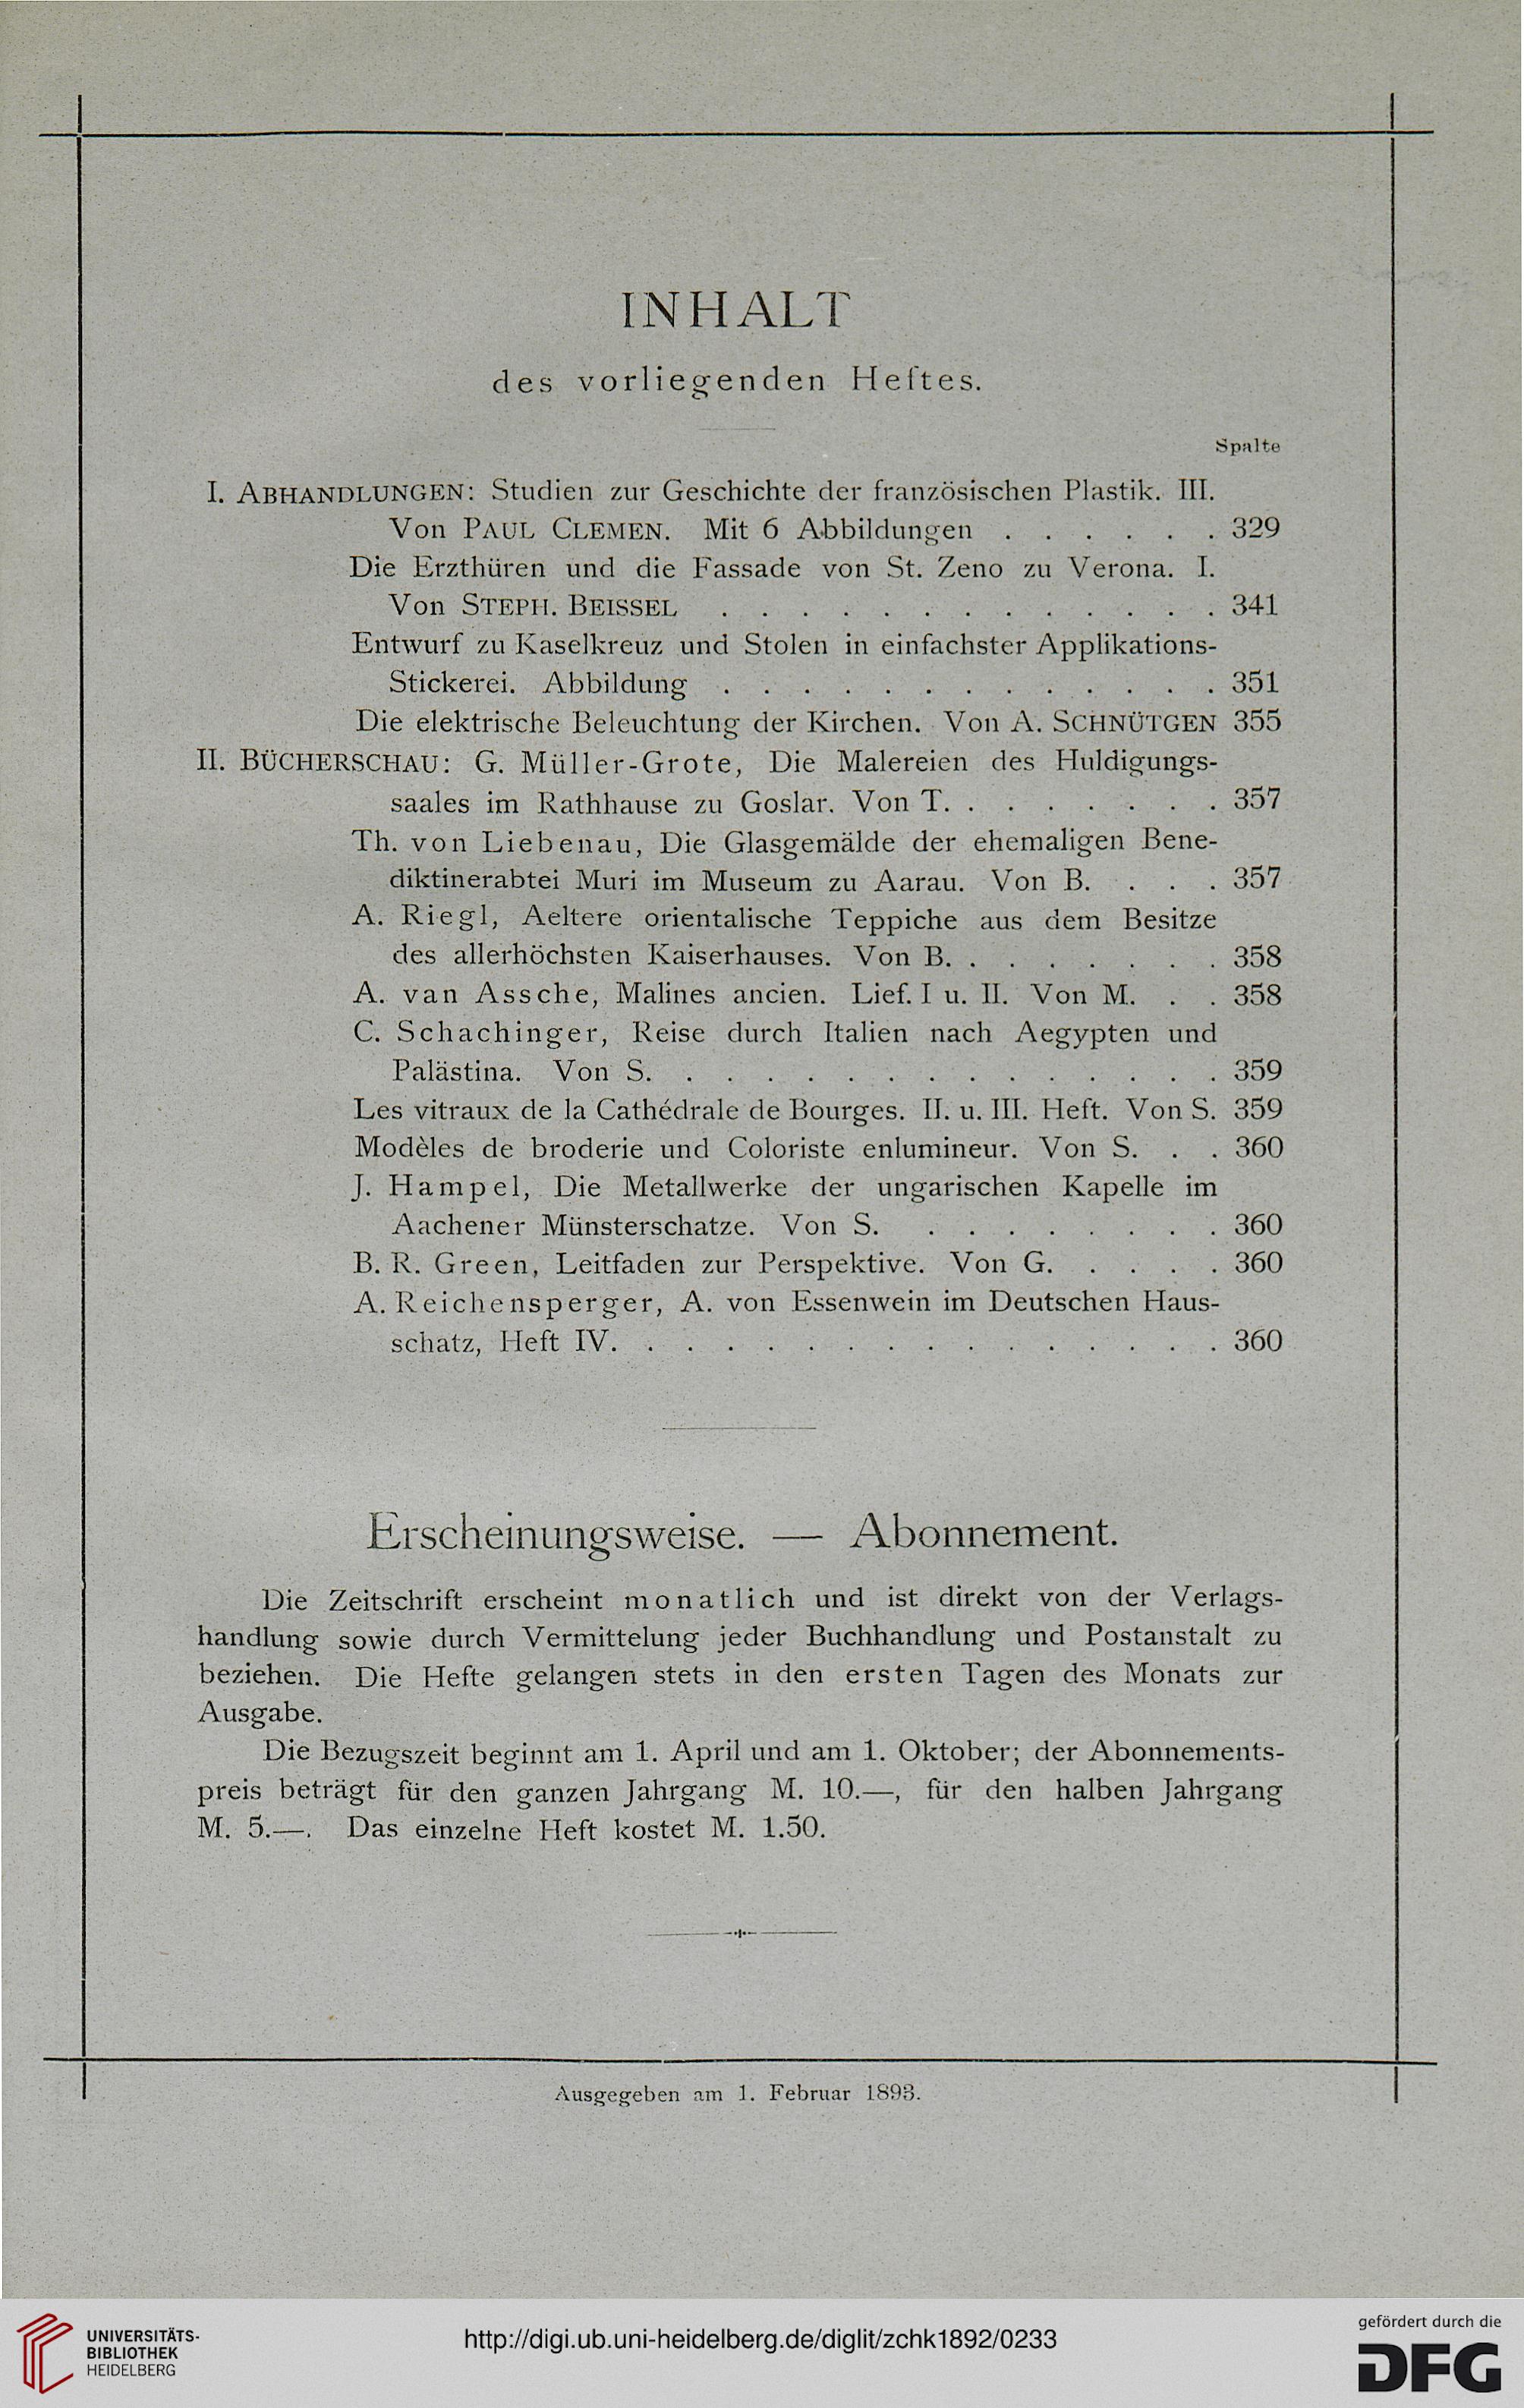 INHALT
des vorliegenden Heftes.
Spalte
I. ABHANDLUNGEN: Studien zur Geschichte der französischen Plastik. III.
Von PAUL CLEMEN. Mit 6 Abbildungen . . . . . . 329
Die Erzthüren und die Fassade von St. Zeno zu Verona. I.
Von STEPH. BEISSEL . . . . . . . . . . . . . 341
Entwurf zu Kaselkreuz und Stolen in einfachster Applikations-
Stickerei. Abbildung . . . . . . . . . . . . . 351
Die elektrische Beleuchtung der Kirchen. Von A. SCHNÜTGEN 355
II. BÜCHERSCHAU: G. Müller-Grote, Die Malereien des Huldigungs-
saales im Rathhause zu Goslar. Von T. . . . . . . . 357
Th. von Liebenau, Die Glasgemälde der ehemaligen Bene-
diktinerabtei Muri im Museum zu Aarau. Von B. . . . 357
A. Riegl, Aeltere orientalische Teppiche aus dem Besitze
des allerhöchsten Kaiserhauses. Von B. . . . . . . . 358
A. van Assche, Malines ancien. Lief. I u. II. Von M. . . 358
C. Schachinger, Reise durch Italien nach Aegypten und
Palästina. Von S. . . . . . . . . . . . . . . 359
Les vitraux de la Cathédrale de Bourges. II. u. III. Heft. Von S. 359
Modèles de broderie und Coloriste enlumineur. Von S. . . 360
J. Hampel, Die Metallwerke der ungarischen Kapelle im
Aachener Münsterschatze. Von S. . . . . . . . . 360
B. R. Green, Leitfaden zur Perspektive. Von G. . . . . 360
A. Reichensperger, A. von Essenwein im Deutschen Haus-
schatz, Heft IV. . . . . . . . . . . . . . . . 360
Erscheinungsweise. — Abonnement.
Die Zeitschrift erscheint monatlich und ist direkt von der Verlags-
handlung sowie durch Vermittelung jeder Buchhandlung und Postanstalt zu
beziehen. Die Hefte gelangen stets in den ersten Tagen des Monats zur
Ausgabe.
Die Bezugszeit beginnt am 1. April und am 1. Oktober; der Abonnements-
preis beträgt für den ganzen Jahrgang M. 10.—, für den halben Jahrgang
M. 5.—. Das einzelne Heft kostet M. 1.50.
Ausgegeben am 1. Februar 1893.
UNIVERSITÄTS-
BIBLIOTHEK
HEIDELBERG
http://digi.ub.uni-heidelberg.de/diglit/zchk1892/0233
gefördert durch die
DFG